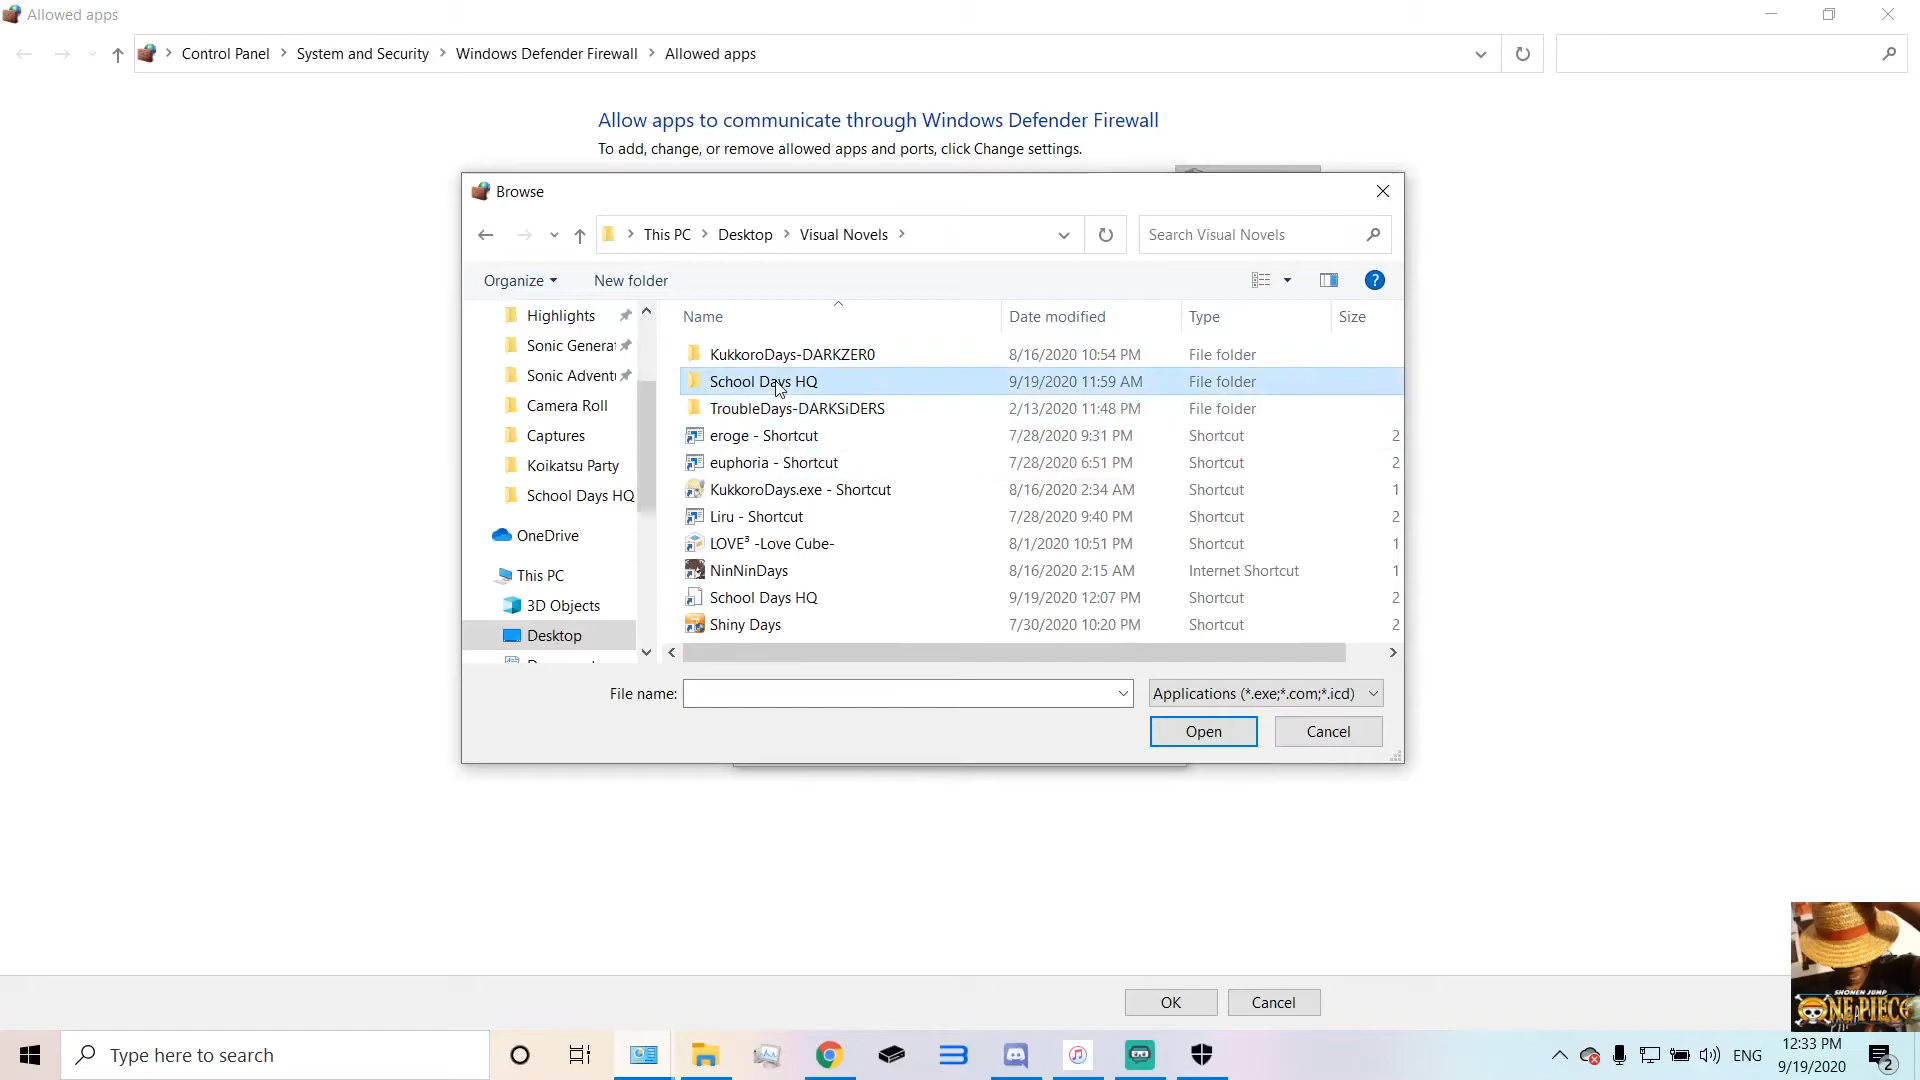 Allowed apps
Control Panel > System and Security > Windows Defender Firewall > Allowed apps
Allow apps to communicate through Windows Defender Firewall
To add, change, or remove allowed apps and ports, click Change settings.
Browse
This PC > Desktop > Visual Novels >
Search Visual Novels
Organize
New folder
Highlights
Sonic Genera
Sonic Advent
Camera Roll
Captures
Koikatsu Party
School Days HQ
OneDrive
This PC
3D Objects
Desktop
Name Date modified Type Size
KukkoroDays-DARKZER0 8/16/2020 10:54 PM File folder
School Days HQ 9/19/2020 11:59 AM File folder
TroubleDays-DARKSiDERS 2/13/2020 11:48 PM File folder
eroge - Shortcut 7/28/2020 9:31 PM Shortcut 2
euphoria - Shortcut 7/28/2020 6:51 PM Shortcut 2
KukkoroDays.exe - Shortcut 8/16/2020 2:34 AM Shortcut 1
Liru - Shortcut 7/28/2020 9:40 PM Shortcut 2
LOVE³ -Love Cube- 8/1/2020 10:51 PM Shortcut 1
NinNinDays 8/16/2020 2:15 AM Internet Shortcut 1
School Days HQ 9/19/2020 12:07 PM Shortcut 2
Shiny Days 7/30/2020 10:20 PM Shortcut 2
File name:
Applications (*.exe;*.com;*.icd)
Open
Cancel
OK
Cancel
SHONEN JUMP
ONE PIECE
Type here to search
ENG
12:33 PM
9/19/2020
2